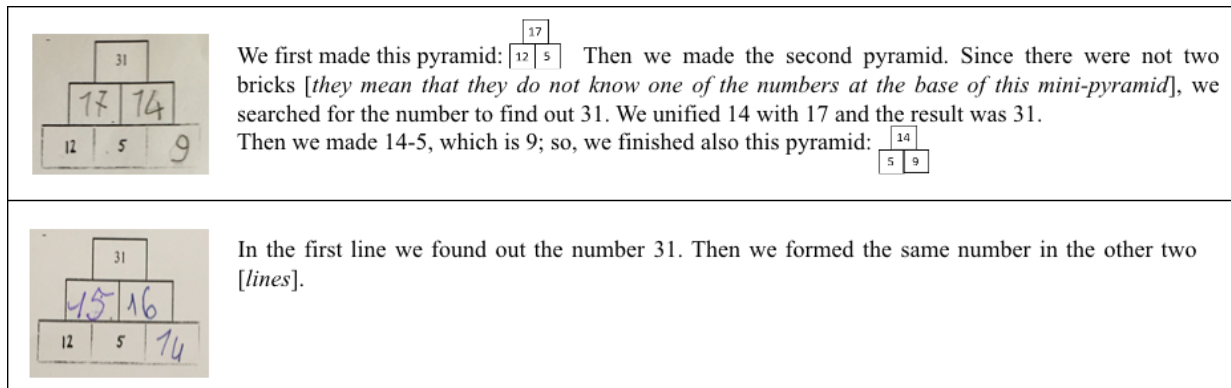 31
17 14
12 5 9
17
We first made this pyramid: 12 5 Then we made the second pyramid. Since there were not two
bricks [they mean that they do not know one of the numbers at the base of this mini-pyramid], we
searched for the number to find out 31. We unified 14 with 17 and the result was 31.
14
Then we made 14-5, which is 9; so, we finished also this pyramid:
5 9
31
15 16
12 5 14
In the first line we found out the number 31. Then we formed the same number in the other two
[lines].